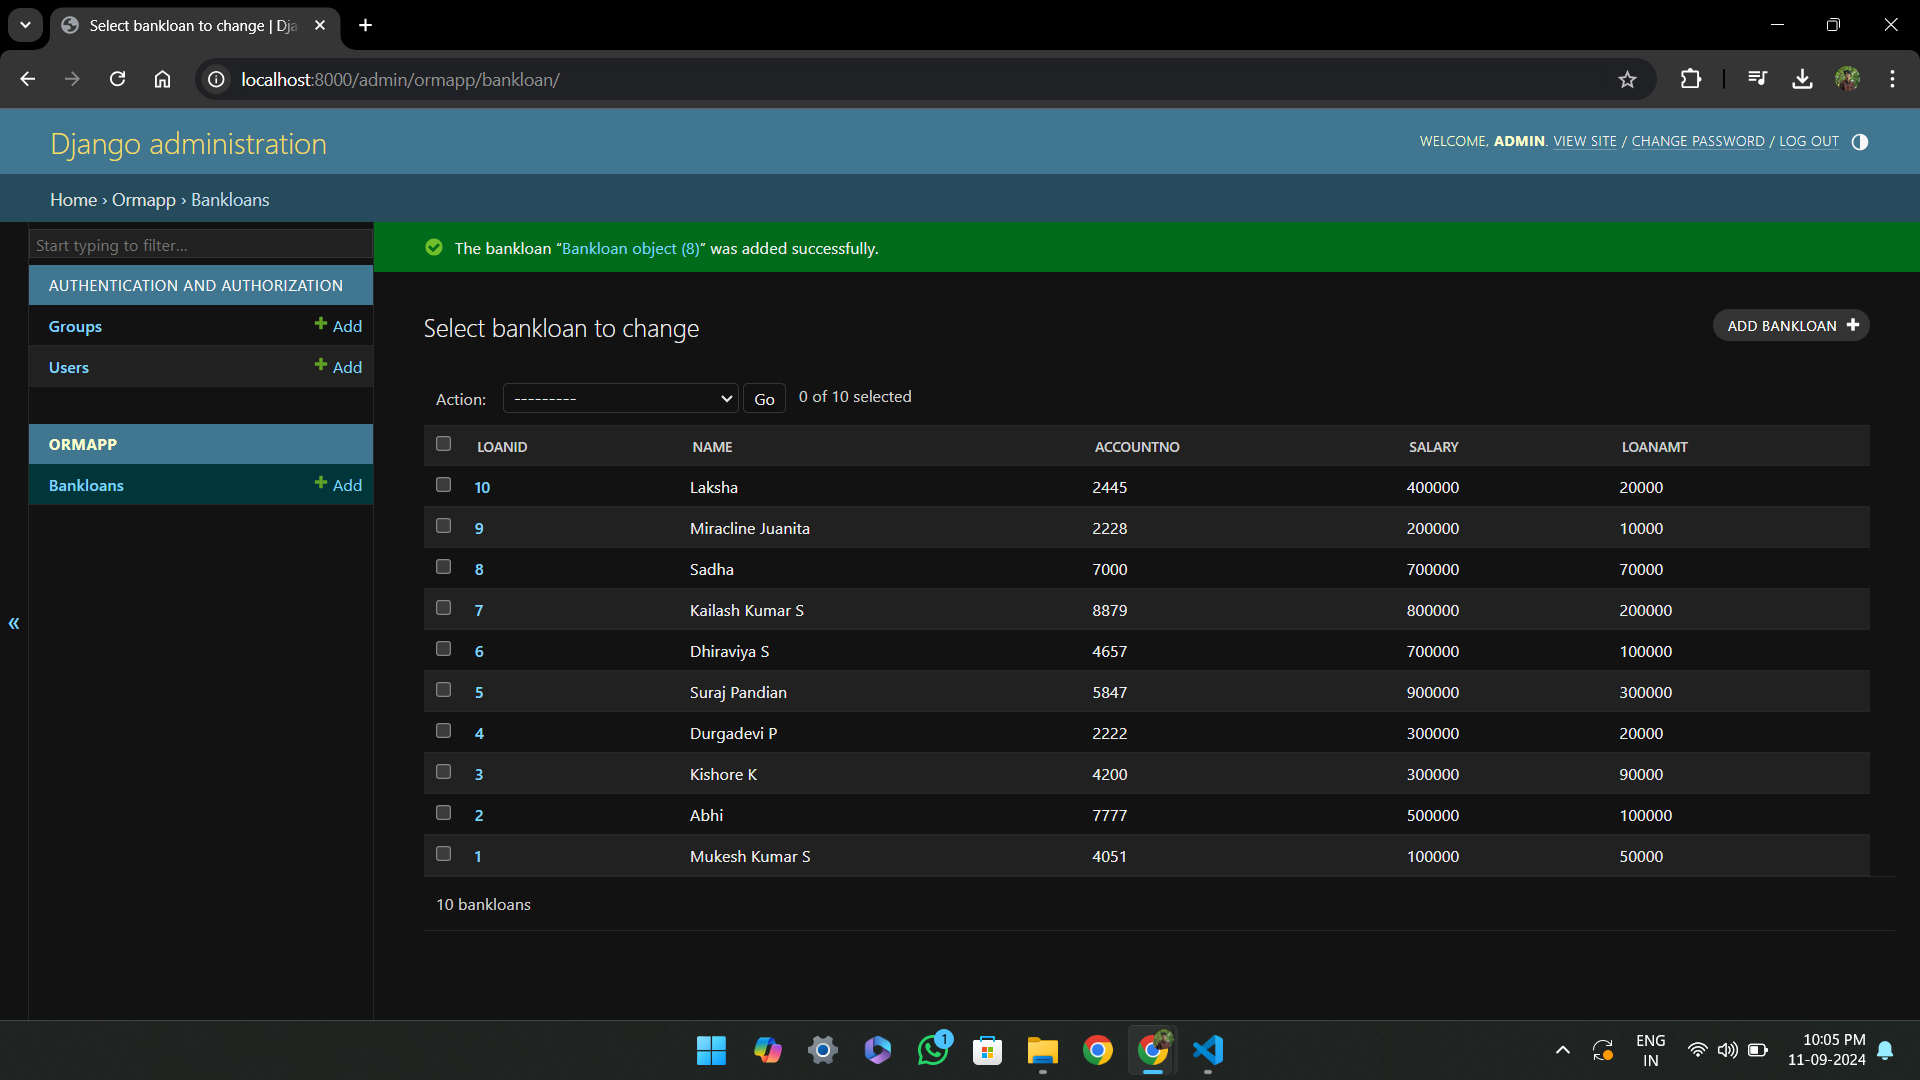 Select bankloan to change | Dja
localhost:8000/admin/ormapp/bankloan/
Django administration
WELCOME, ADMIN. VIEW SITE / CHANGE PASSWORD / LOG OUT
Home › Ormapp › Bankloans
Start typing to filter...
The bankloan “Bankloan object (8)” was added successfully.
AUTHENTICATION AND AUTHORIZATION
Groups Add
Users Add
ORMAPP
Bankloans Add
Select bankloan to change
ADD BANKLOAN
Action: --------- Go 0 of 10 selected
LOANID NAME ACCOUNTNO SALARY LOANAMT
10 Laksha 2445 400000 20000
9 Miracline Juanita 2228 200000 10000
8 Sadha 7000 700000 70000
7 Kailash Kumar S 8879 800000 200000
6 Dhiraviya S 4657 700000 100000
5 Suraj Pandian 5847 900000 300000
4 Durgadevi P 2222 300000 20000
3 Kishore K 4200 300000 90000
2 Abhi 7777 500000 100000
1 Mukesh Kumar S 4051 100000 50000
10 bankloans
«
1
ENG
IN
10:05 PM
11-09-2024